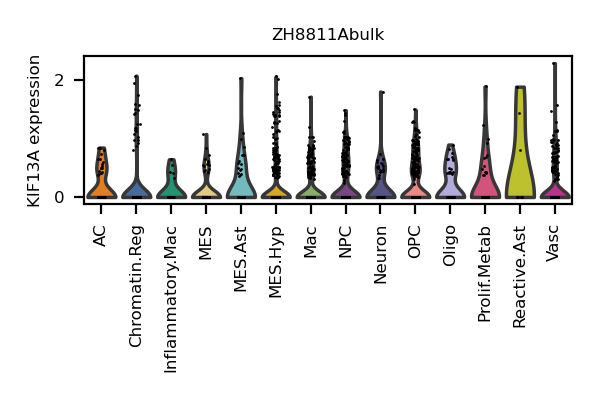 ZH8811Abulk
KIF13A expression
2
0
AC
Chromatin.Reg
Inflammatory.Mac
MES
MES.Ast
MES.Hyp
Mac
NPC
Neuron
OPC
Oligo
Prolif.Metab
Reactive.Ast
Vasc